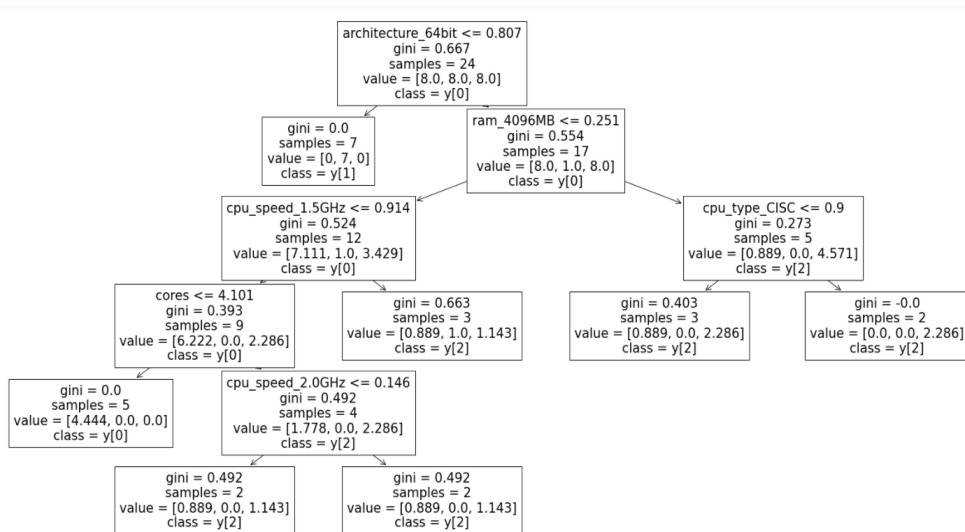 architecture_64bit <= 0.807
gini = 0.667
samples = 24
value = [8.0, 8.0, 8.0]
class = y[0]
gini = 0.0
samples = 7
value = [0, 7, 0]
class = y[1]
ram_4096MB <= 0.251
gini = 0.554
samples = 17
value = [8.0, 1.0, 8.0]
class = y[0]
cpu_speed_1.5GHz <= 0.914
gini = 0.524
samples = 12
value = [7.111, 1.0, 3.429]
class = y[0]
cpu_type_CISC <= 0.9
gini = 0.273
samples = 5
value = [0.889, 0.0, 4.571]
class = y[2]
cores <= 4.101
gini = 0.393
samples = 9
value = [6.222, 0.0, 2.286]
class = y[0]
gini = 0.663
samples = 3
value = [0.889, 1.0, 1.143]
class = y[2]
gini = 0.403
samples = 3
value = [0.889, 0.0, 2.286]
class = y[2]
gini = -0.0
samples = 2
value = [0.0, 0.0, 2.286]
class = y[2]
gini = 0.0
samples = 5
value = [4.444, 0.0, 0.0]
class = y[0]
cpu_speed_2.0GHz <= 0.146
gini = 0.492
samples = 4
value = [1.778, 0.0, 2.286]
class = y[2]
gini = 0.492
samples = 2
value = [0.889, 0.0, 1.143]
class = y[2]
gini = 0.492
samples = 2
value = [0.889, 0.0, 1.143]
class = y[2]